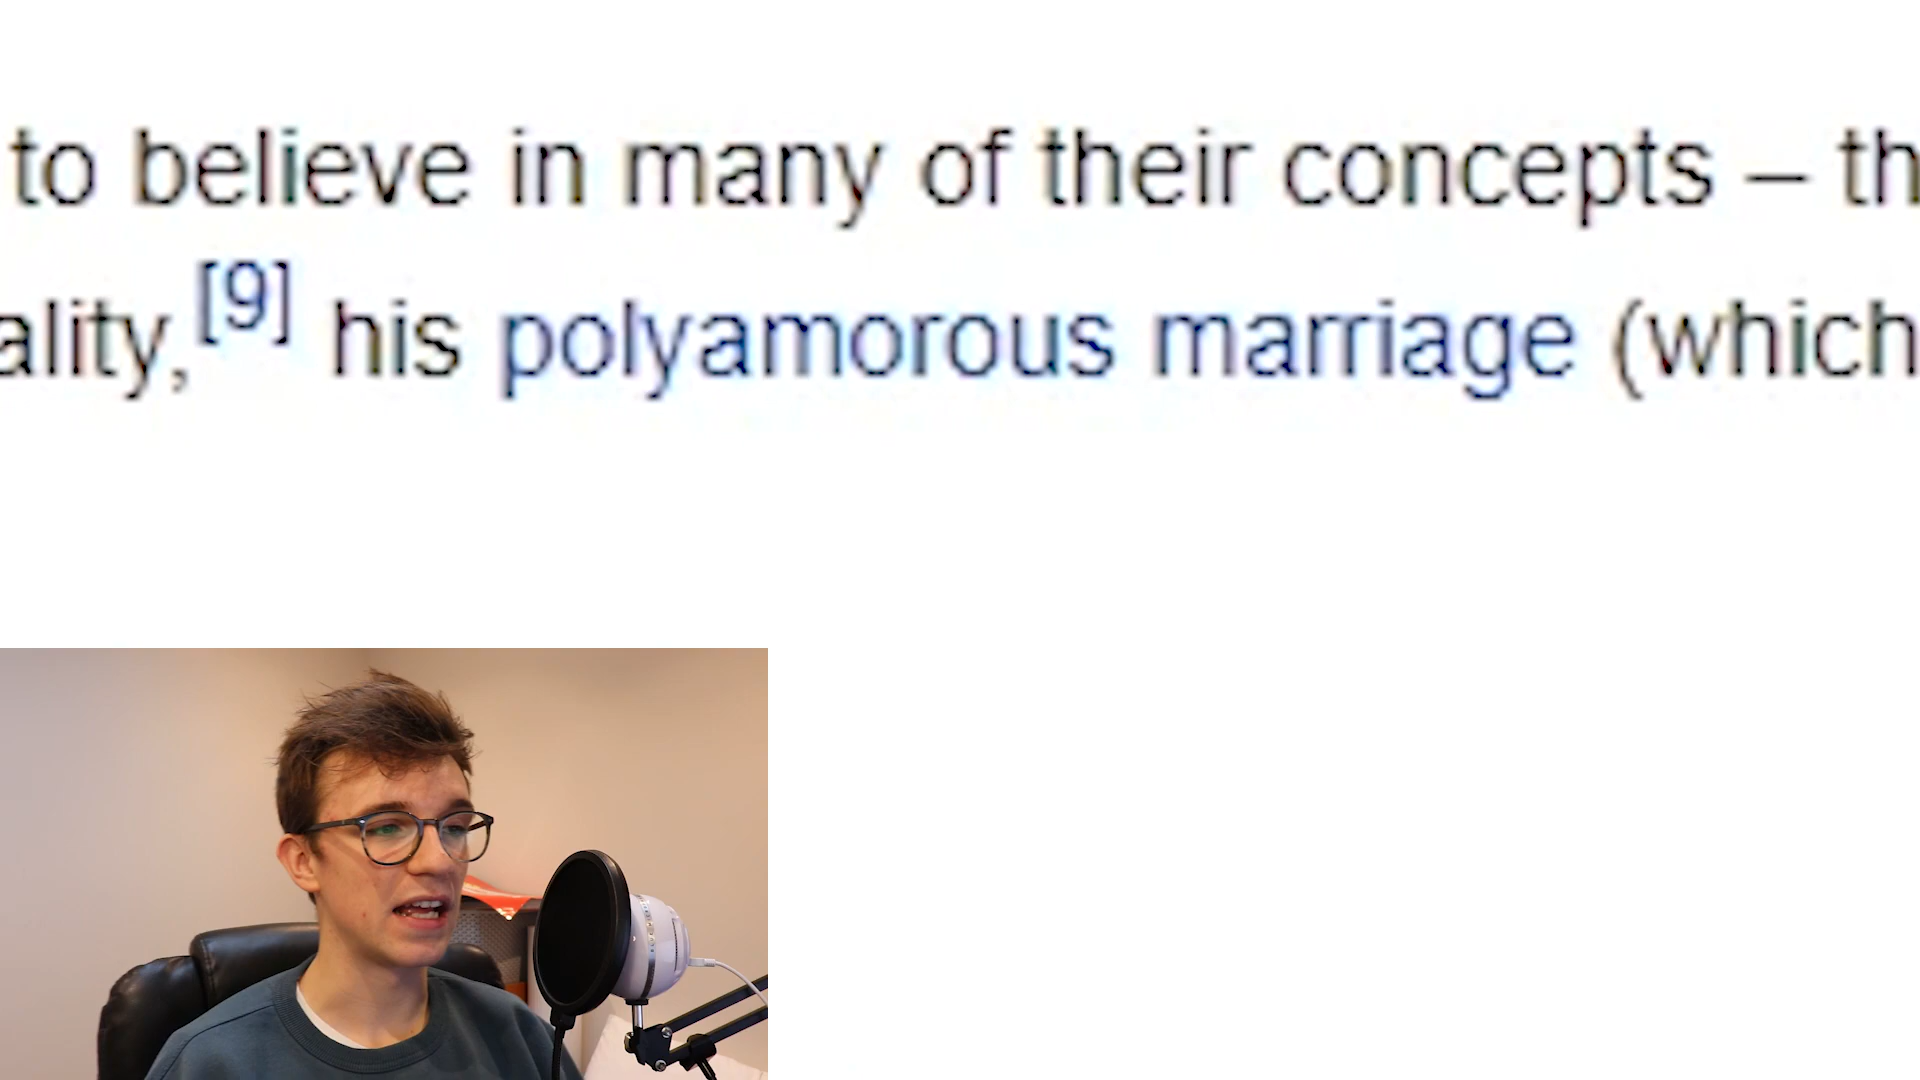 to believe in many of their concepts – th
ality,[9] his polyamorous marriage (which